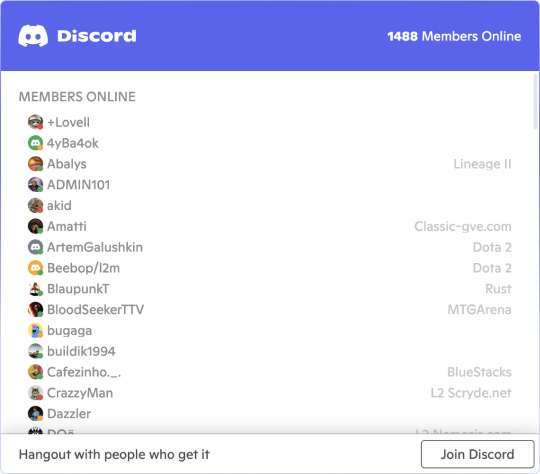 Discord 1488 Members Online
MEMBERS ONLINE
+Lovell
4yBa4ok
Abalys Lineage II
ADMIN101
akid
Amatti Classic-gve.com
ArtemGalushkin Dota 2
Beebop/l2m Dota 2
BlaupunkT Rust
BloodSeekerTTV MTGArena
bugaga
buildik1994
Cafezinho._. BlueStacks
CrazzyMan L2 Scryde.net
Dazzler
Hangout with people who get it Join Discord